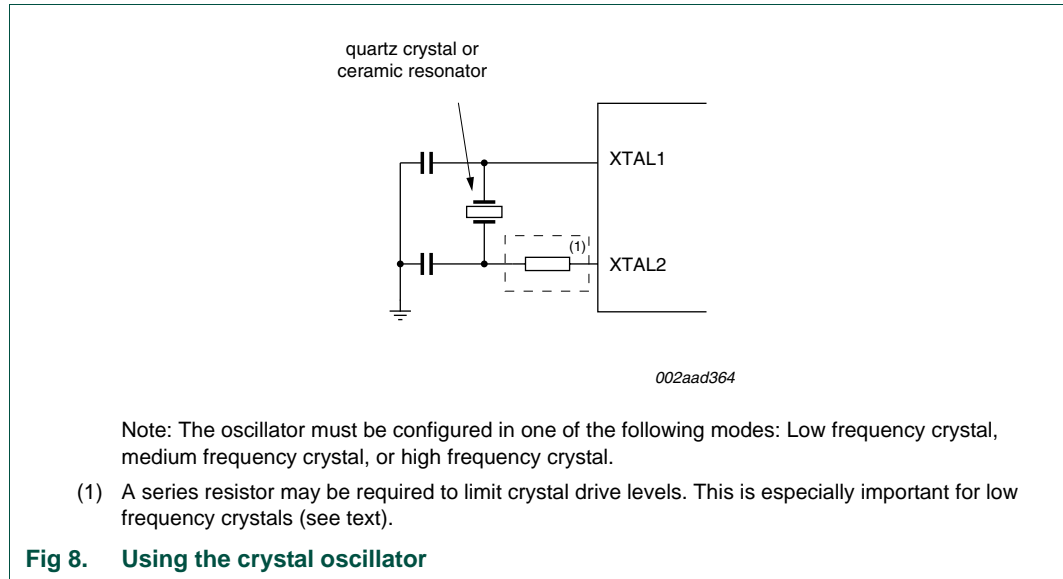 quartz crystal or
ceramic resonator
XTAL1
(1)
XTAL2
002aad364
Note: The oscillator must be configured in one of the following modes: Low frequency crystal,
medium frequency crystal, or high frequency crystal.
(1) A series resistor may be required to limit crystal drive levels. This is especially important for low
frequency crystals (see text).
Fig 8. Using the crystal oscillator